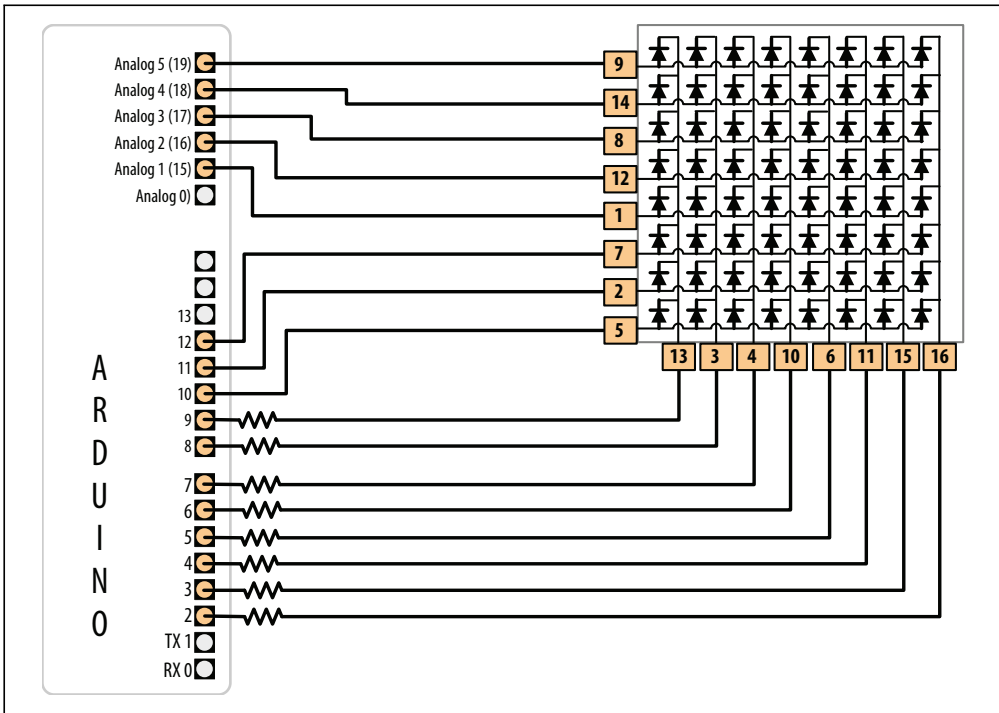 Analog 5 (19)
Analog 4 (18)
Analog 3 (17)
Analog 2 (16)
Analog 1 (15)
Analog 0)
13
12
11
10
9
8
7
6
5
4
3
2
TX 1
RX 0
ARDUINO
9
14
8
12
1
7
2
5
13 3 4 10 6 11 15 16